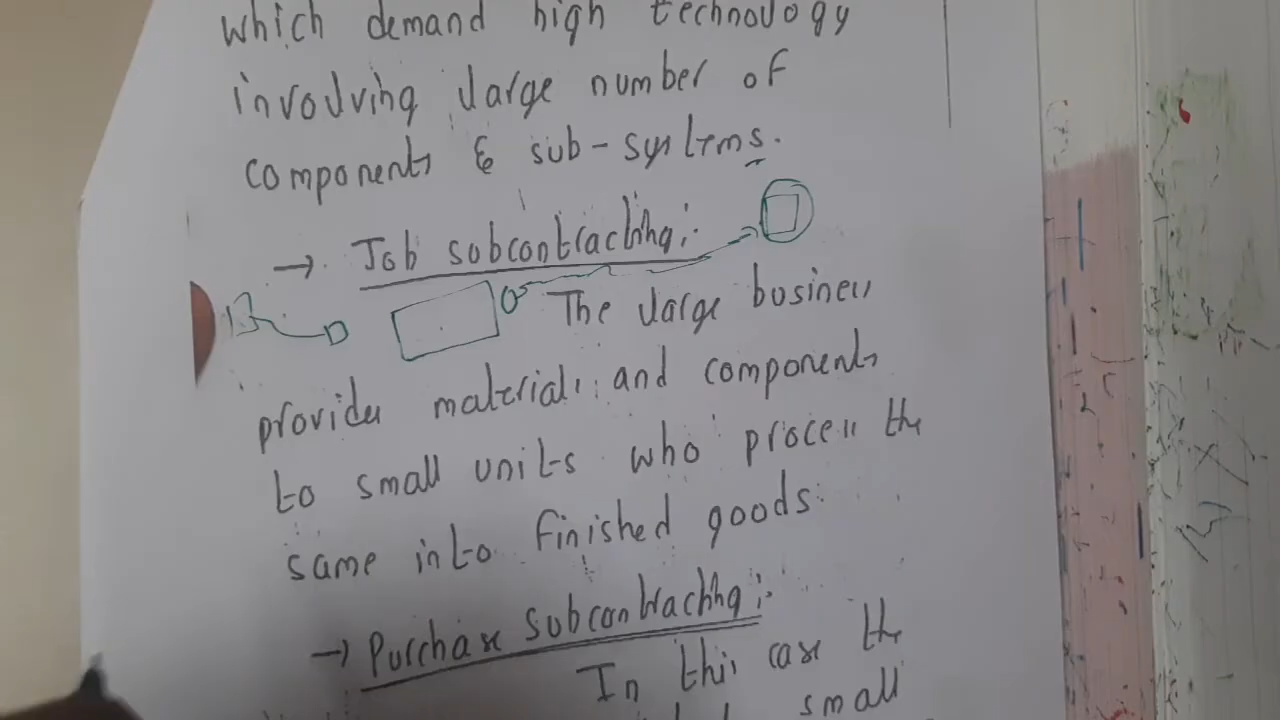 which demand high technology
involving large number of
components & sub-systems.
→ Job subcontracting:
The large business
provides materials and components
to small units who process the
same into finished goods.
→ Purchase subcontracting:
In this case the
small